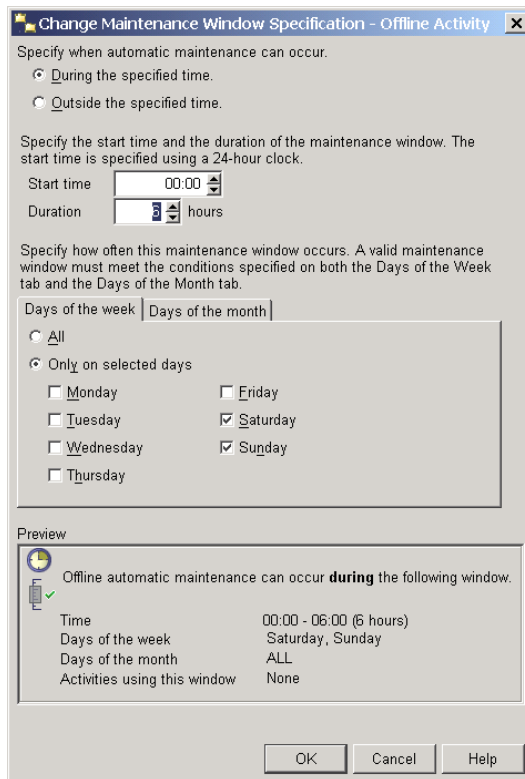 Change Maintenance Window Specification - Offline Activity
Specify when automatic maintenance can occur.
During the specified time.
Outside the specified time.
Specify the start time and the duration of the maintenance window. The
start time is specified using a 24-hour clock.
Start time 00:00
Duration 6 hours
Specify how often this maintenance window occurs. A valid maintenance
window must meet the conditions specified on both the Days of the Week
tab and the Days of the Month tab.
Days of the week Days of the month
All
Only on selected days
Monday Friday
Tuesday Saturday
Wednesday Sunday
Thursday
Preview
Offline automatic maintenance can occur during the following window.
Time 00:00 - 06:00 (6 hours)
Days of the week Saturday, Sunday
Days of the month ALL
Activities using this window None
OK Cancel Help